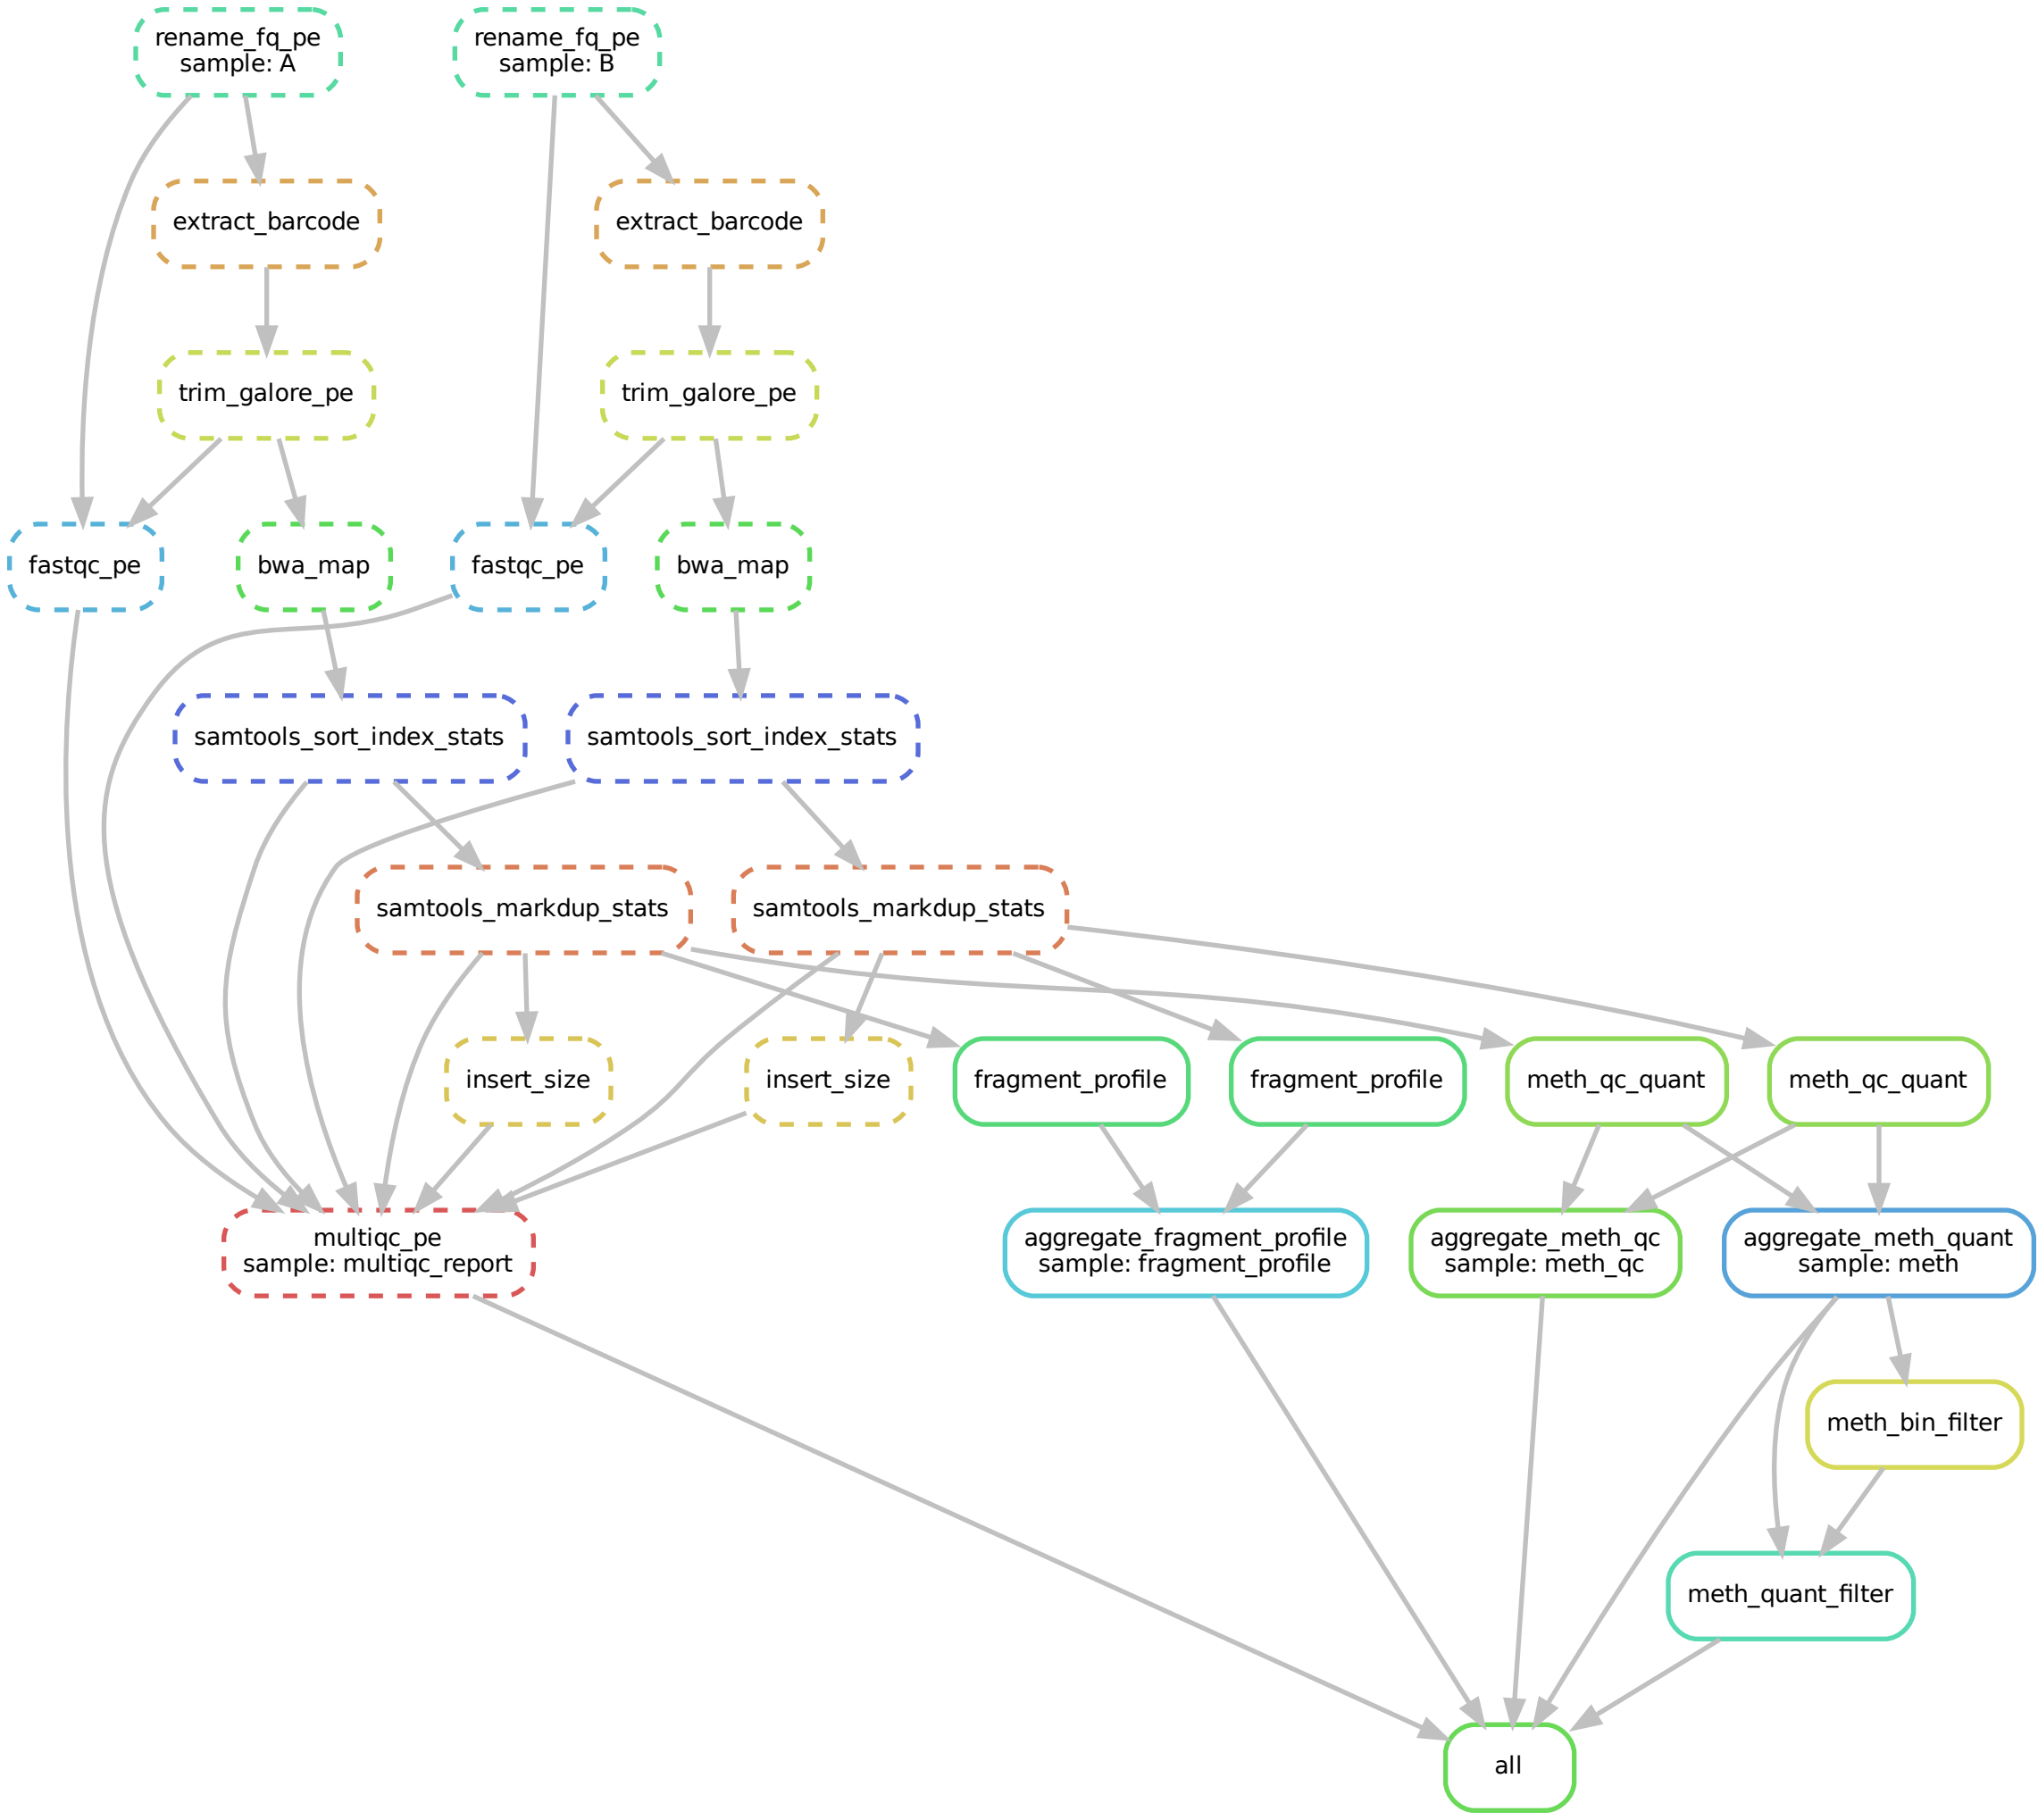 rename_fq_pe
sample: A
rename_fq_pe
sample: B
extract_barcode
extract_barcode
trim_galore_pe
trim_galore_pe
fastqc_pe
bwa_map
fastqc_pe
bwa_map
samtools_sort_index_stats
samtools_sort_index_stats
samtools_markdup_stats
samtools_markdup_stats
insert_size
insert_size
fragment_profile
fragment_profile
meth_qc_quant
meth_qc_quant
multiqc_pe
sample: multiqc_report
aggregate_fragment_profile
sample: fragment_profile
aggregate_meth_qc
sample: meth_qc
aggregate_meth_quant
sample: meth
meth_bin_filter
meth_quant_filter
all